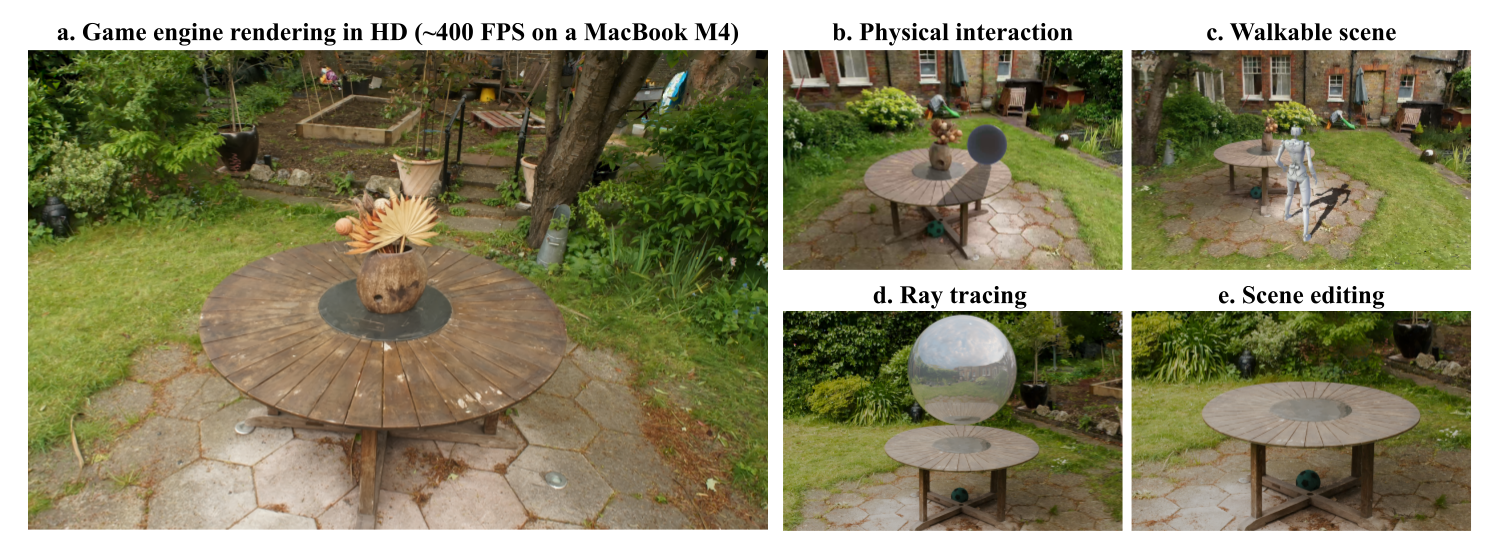 a. Game engine rendering in HD (~400 FPS on a MacBook M4)
b. Physical interaction
c. Walkable scene
d. Ray tracing
e. Scene editing